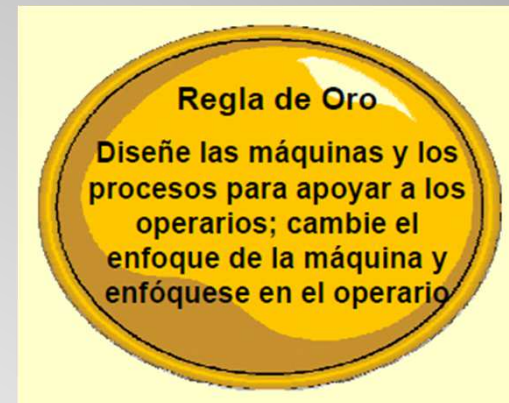 Regla de Oro
Diseñe las máquinas y los
procesos para apoyar a los
operarios; cambie el
enfoque de la máquina y
enfóquese en el operario